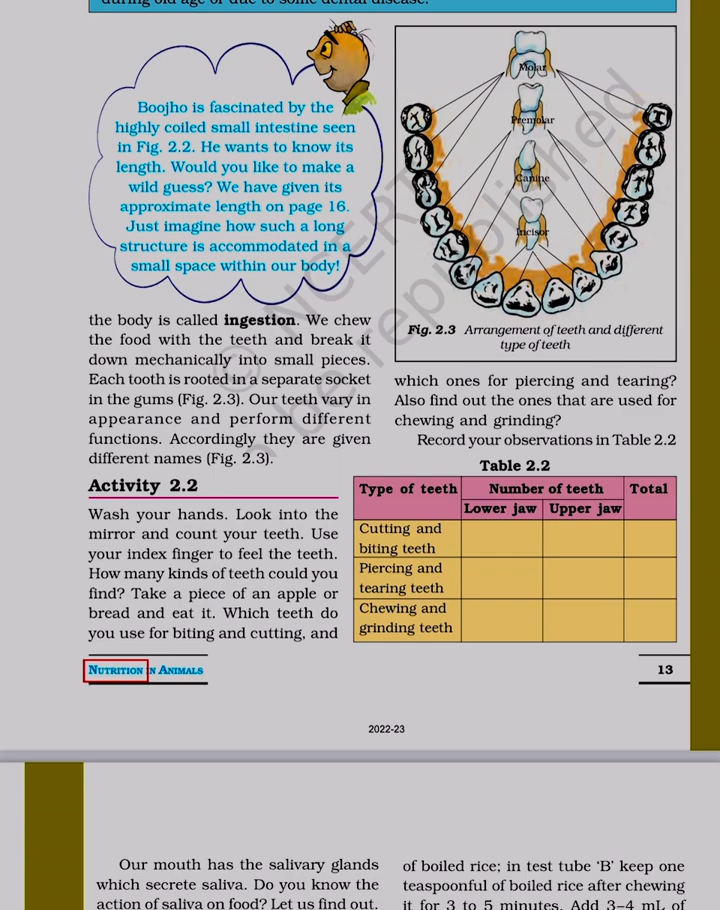 during old age or due to some dental disease.
Boojho is fascinated by the
highly coiled small intestine seen
in Fig. 2.2. He wants to know its
length. Would you like to make a
wild guess? We have given its
approximate length on page 16.
Just imagine how such a long
structure is accommodated in a
small space within our body!
Molar
Premolar
Canine
Incisor
Fig. 2.3 Arrangement of teeth and different
type of teeth
the body is called ingestion. We chew
the food with the teeth and break it
down mechanically into small pieces.
Each tooth is rooted in a separate socket
in the gums (Fig. 2.3). Our teeth vary in
appearance and perform different
functions. Accordingly they are given
different names (Fig. 2.3).
Activity 2.2
Wash your hands. Look into the
mirror and count your teeth. Use
your index finger to feel the teeth.
How many kinds of teeth could you
find? Take a piece of an apple or
bread and eat it. Which teeth do
you use for biting and cutting, and
which ones for piercing and tearing?
Also find out the ones that are used for
chewing and grinding?
Record your observations in Table 2.2
Table 2.2
Type of teeth Number of teeth Total
Lower jaw Upper jaw
Cutting and
biting teeth
Piercing and
tearing teeth
Chewing and
grinding teeth
NUTRITION IN ANIMALS
13
2022-23
Our mouth has the salivary glands
which secrete saliva. Do you know the
action of saliva on food? Let us find out.
of boiled rice; in test tube ‘B’ keep one
teaspoonful of boiled rice after chewing
it for 3 to 5 minutes. Add 3–4 mL of
© NCERT
be republished